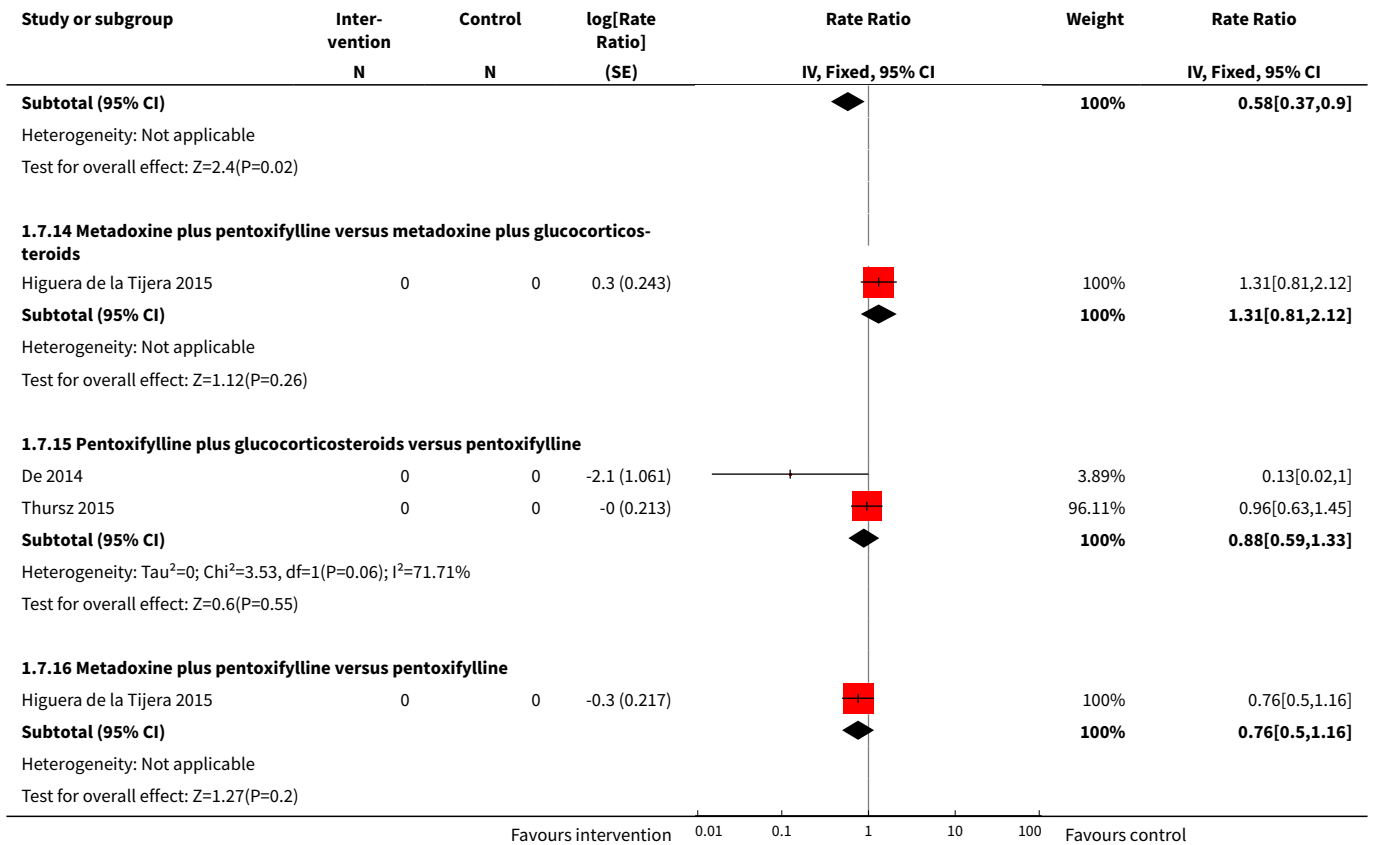 Study or subgroup Inter-vention Control log[Rate Ratio] Rate Ratio Weight Rate Ratio
N N (SE) IV, Fixed, 95% CI IV, Fixed, 95% CI
Subtotal (95% CI) 100% 0.58[0.37,0.9]
Heterogeneity: Not applicable
Test for overall effect: Z=2.4(P=0.02)
1.7.14 Metadoxine plus pentoxifylline versus metadoxine plus glucocorticos-
teroids
Higuera de la Tijera 2015 0 0 0.3 (0.243) 100% 1.31[0.81,2.12]
Subtotal (95% CI) 100% 1.31[0.81,2.12]
Heterogeneity: Not applicable
Test for overall effect: Z=1.12(P=0.26)
1.7.15 Pentoxifylline plus glucocorticosteroids versus pentoxifylline
De 2014 0 0 -2.1 (1.061) 3.89% 0.13[0.02,1]
Thursz 2015 0 0 -0 (0.213) 96.11% 0.96[0.63,1.45]
Subtotal (95% CI) 100% 0.88[0.59,1.33]
Heterogeneity: Tau²=0; Chi²=3.53, df=1(P=0.06); I²=71.71%
Test for overall effect: Z=0.6(P=0.55)
1.7.16 Metadoxine plus pentoxifylline versus pentoxifylline
Higuera de la Tijera 2015 0 0 -0.3 (0.217) 100% 0.76[0.5,1.16]
Subtotal (95% CI) 100% 0.76[0.5,1.16]
Heterogeneity: Not applicable
Test for overall effect: Z=1.27(P=0.2)
Favours intervention 0.01 0.1 1 10 100 Favours control